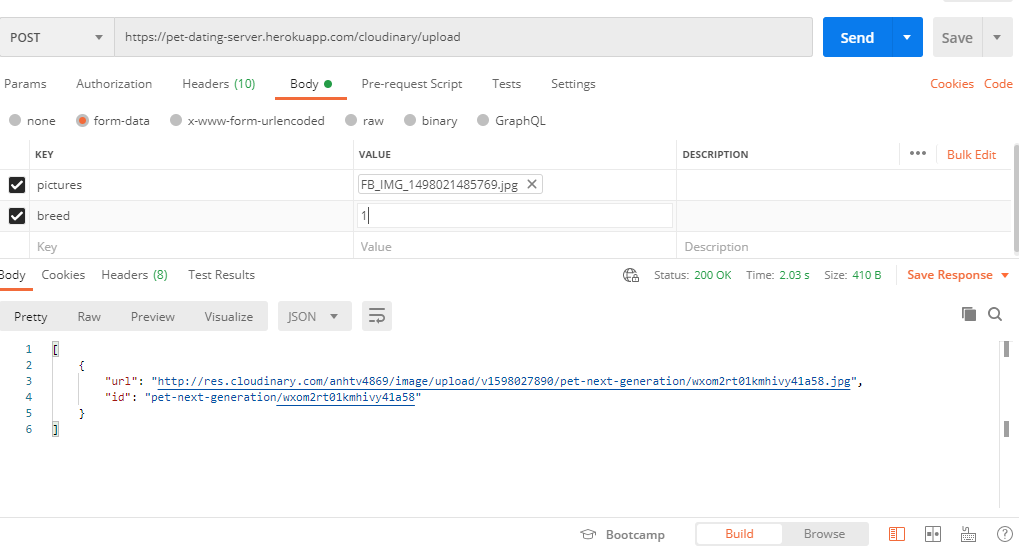 POST https://pet-dating-server.herokuapp.com/cloudinary/upload Send Save
Params Authorization Headers (10) Body Pre-request Script Tests Settings Cookies Code
none form-data x-www-form-urlencoded raw binary GraphQL
KEY VALUE DESCRIPTION ••• Bulk Edit
pictures FB_IMG_1498021485769.jpg
breed 1
Key Value Description
Body Cookies Headers (8) Test Results Status: 200 OK Time: 2.03 s Size: 410 B Save Response
Pretty Raw Preview Visualize JSON
1 [
2 {
3 "url": "http://res.cloudinary.com/anhtv4869/image/upload/v1598027890/pet-next-generation/wxom2rt01kmhivy41a58.jpg",
4 "id": "pet-next-generation/wxom2rt01kmhivy41a58"
5 }
6 ]
Bootcamp Build Browse